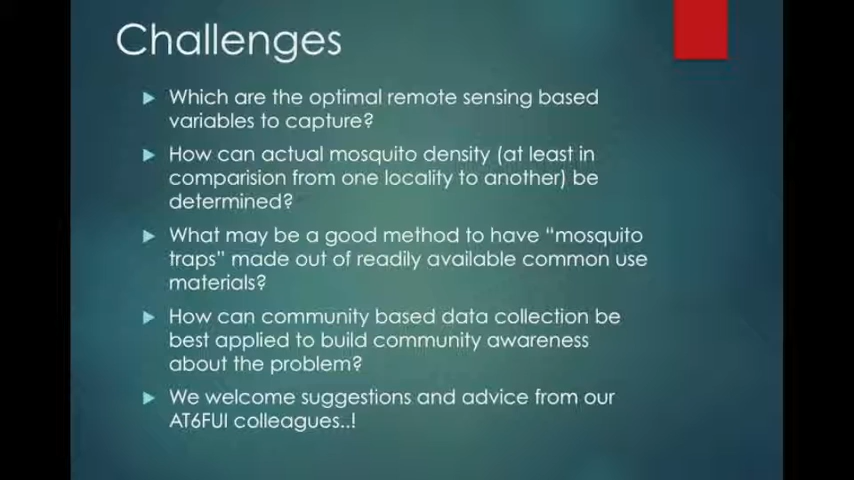 Challenges
Which are the optimal remote sensing based
variables to capture?
How can actual mosquito density (at least in
comparision from one locality to another) be
determined?
What may be a good method to have “mosquito
traps” made out of readily available common use
materials?
How can community based data collection be
best applied to build community awareness
about the problem?
We welcome suggestions and advice from our
AT6FUI colleagues..!